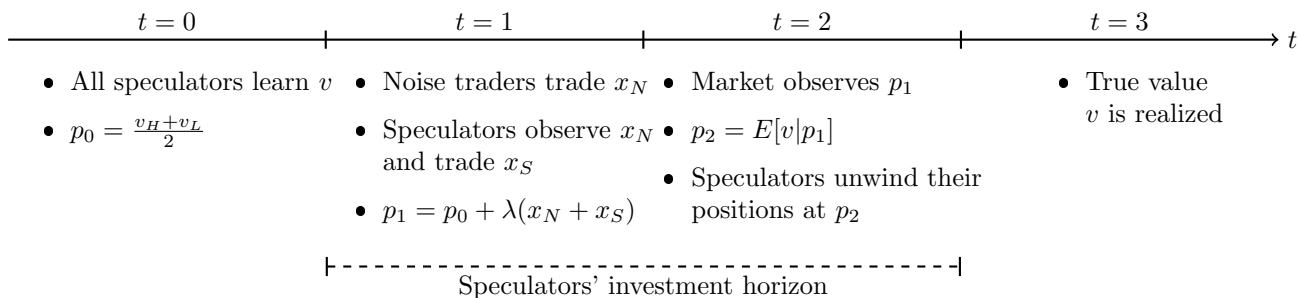 t = 0
t = 1
t = 2
t = 3
t
• All speculators learn v
• p₀ = (v_H+v_L)/2
• Noise traders trade x_N
• Speculators observe x_N
and trade x_S
• p₁ = p₀ + λ(x_N + x_S)
• Market observes p₁
• p₂ = E[v|p₁]
• Speculators unwind their
positions at p₂
• True value
v is realized
Speculators' investment horizon